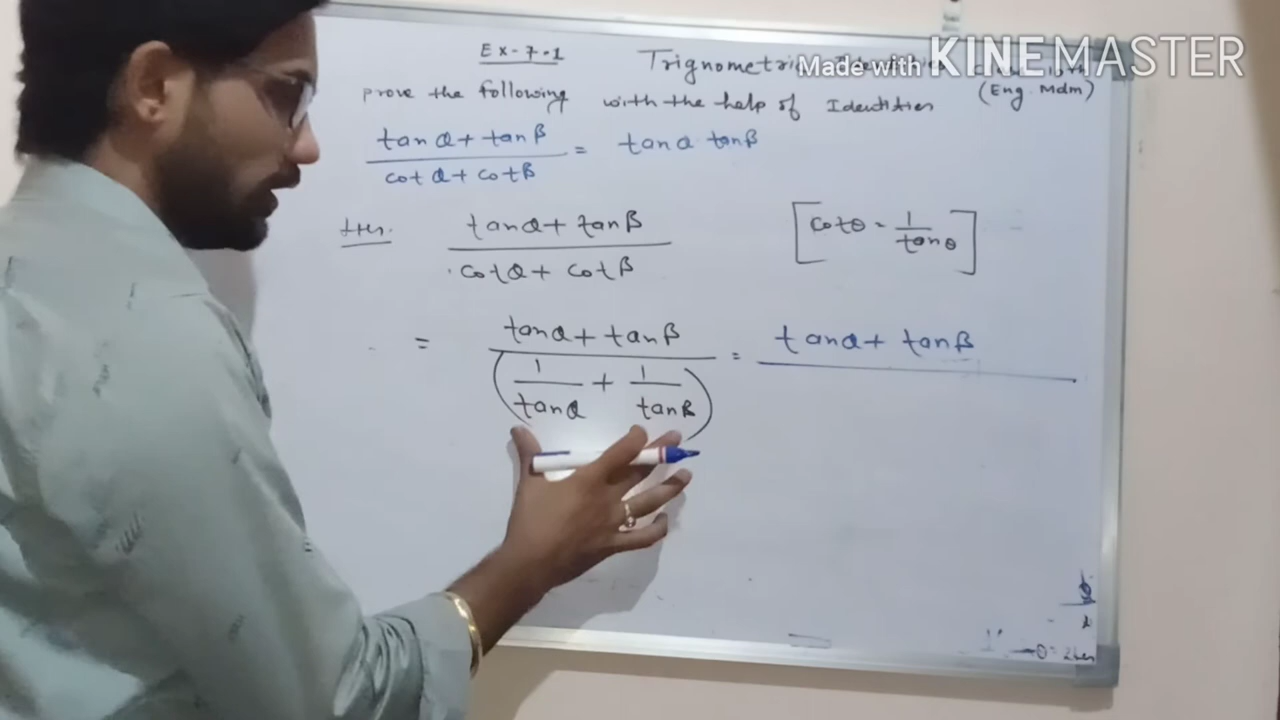 Ex-7.1 Trignometric
Made with KINEMASTER
prove the following with the help of Identities (Eng. Mdm)
tanα + tanβ / cotα + cotβ = tanα tanβ
tanα + tanβ / cotα + cotβ [cotθ = 1/tanθ]
= tanα + tanβ / (1/tanα + 1/tanβ) = tanα + tanβ